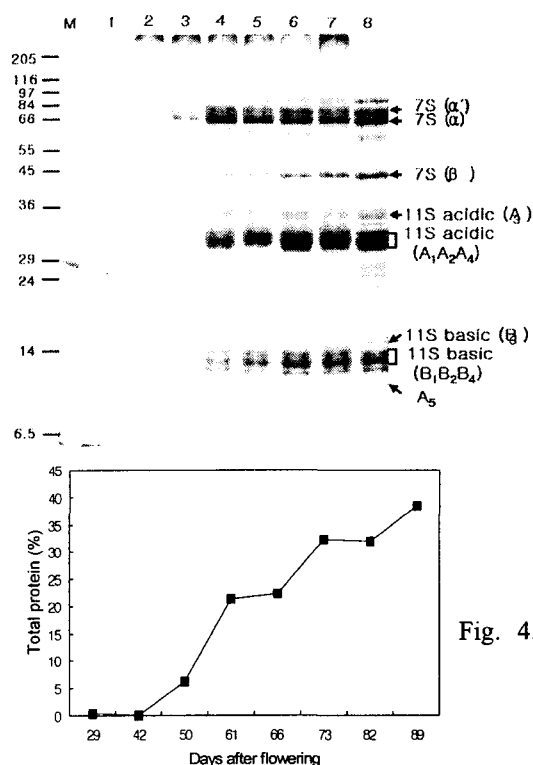 M 1 2 3 4 5 6 7 8
205
116
97
84
66
55
45
36
29
24
14
6.5
7S (α')
7S (α)
7S (β)
11S acidic (A3)
11S acidic
(A1A2A4)
11S basic (B3)
11S basic
(B1B2B4)
A5
45
40
35
30
25
20
15
10
5
0
Total protein (%)
29 42 50 61 66 73 82 89
Days after flowering
Fig. 4.